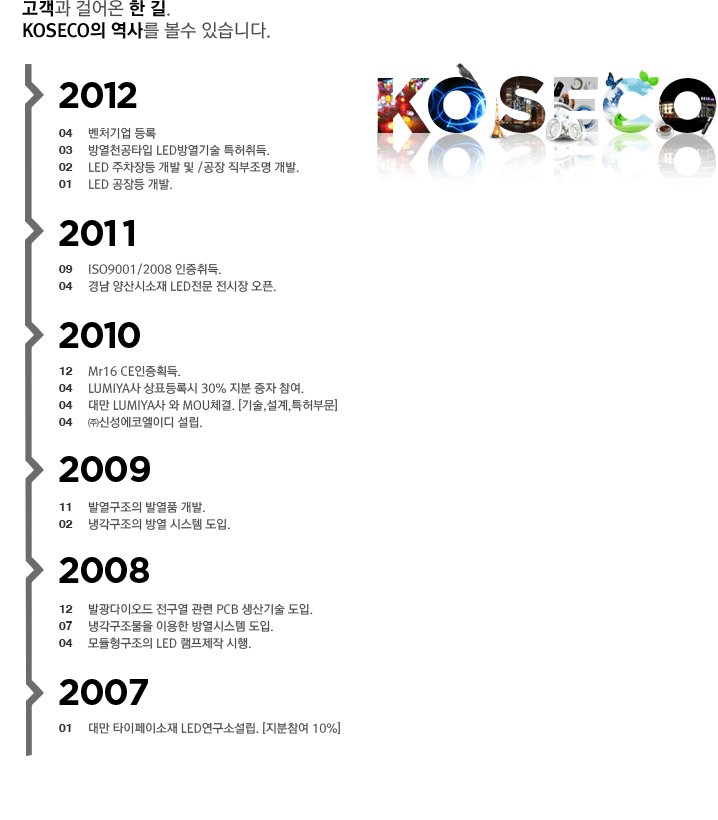 고객과 걸어온 한 길.
KOSECO의 역사를 볼수 있습니다.
KOSECO
2012
04 벤처기업 등록
03 방열천공타입 LED방열기술 특허취득.
02 LED 주차장등 개발 및 /공장 직부조명 개발.
01 LED 공장등 개발.
2011
09 ISO9001/2008 인증취득.
04 경남 양산시소재 LED전문 전시장 오픈.
2010
12 Mr16 CE인증획득.
04 LUMIYA사 상표등록시 30% 지분 증자 참여.
04 대만 LUMIYA사 와 MOU체결. [기술,설계,특허부문]
04 ㈜신성에코엘이디 설립.
2009
11 발열구조의 발열품 개발.
02 냉각구조의 방열 시스템 도입.
2008
12 발광다이오드 전구열 관련 PCB 생산기술 도입.
07 냉각구조물을 이용한 방열시스템 도입.
04 모듈형구조의 LED 램프제작 시행.
2007
01 대만 타이페이소재 LED연구소설립. [지분참여 10%]